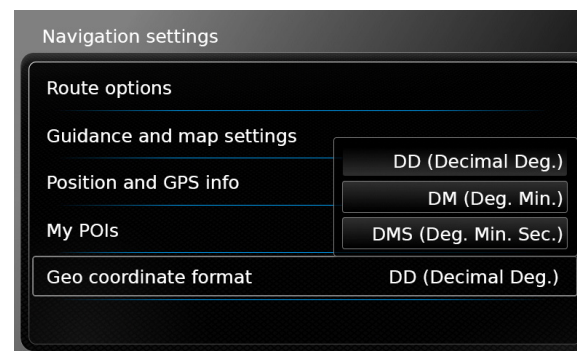 Navigation settings
Route options
Guidance and map settings
DD (Decimal Deg.)
Position and GPS info
DM (Deg. Min.)
My POIs
DMS (Deg. Min. Sec.)
Geo coordinate format DD (Decimal Deg.)